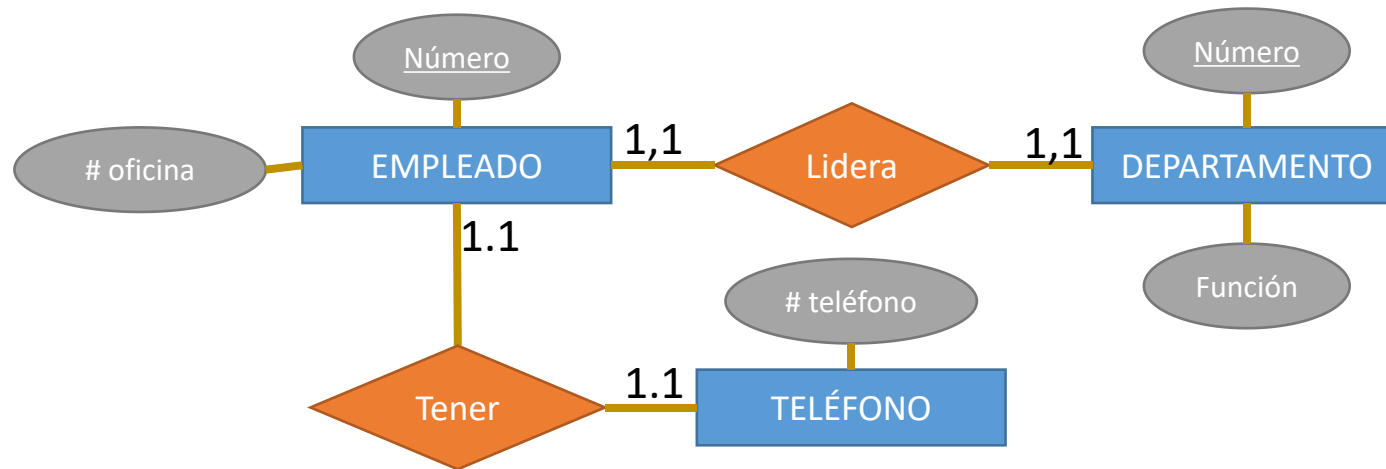 Número
Número
# oficina
EMPLEADO
1,1
Lidera
1,1
DEPARTAMENTO
1.1
# teléfono
Función
Tener
1.1
TELÉFONO